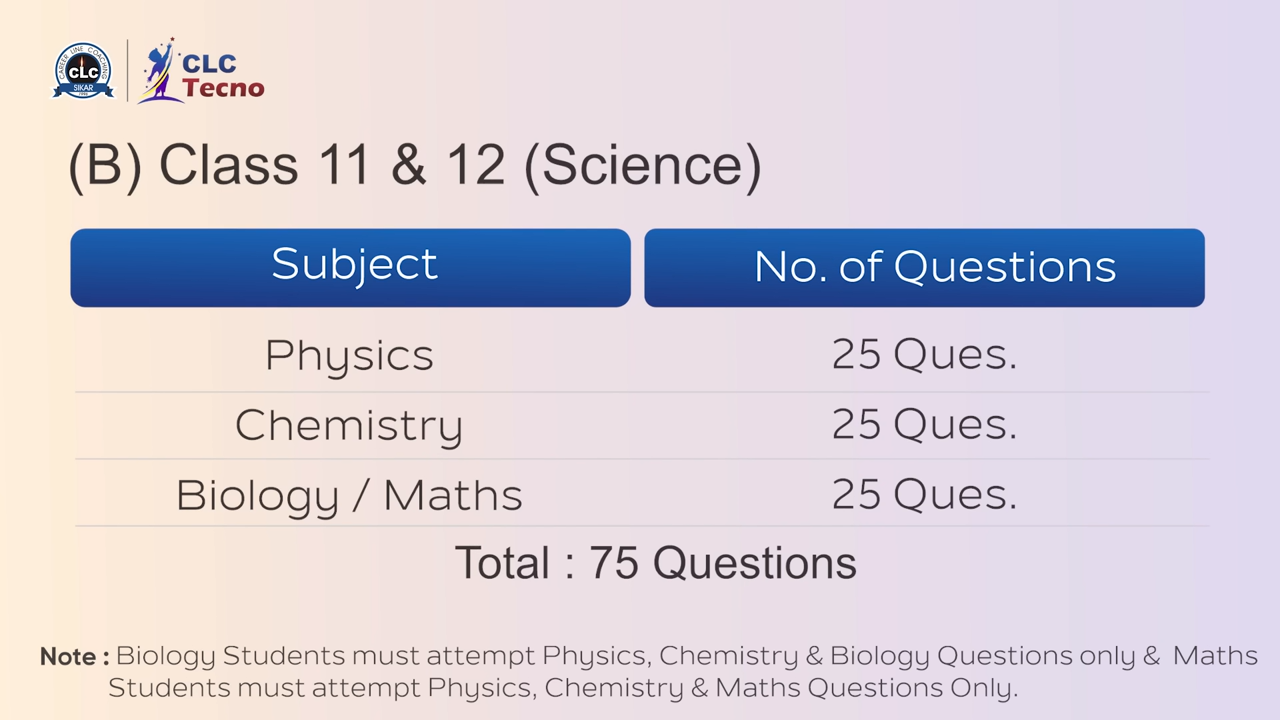 CAREER LINE COACHING
CLC
SIKAR
CLC
Tecno
(B) Class 11 & 12 (Science)
Subject No. of Questions
Physics 25 Ques.
Chemistry 25 Ques.
Biology / Maths 25 Ques.
Total : 75 Questions
Note : Biology Students must attempt Physics, Chemistry & Biology Questions only & Maths
Students must attempt Physics, Chemistry & Maths Questions Only.